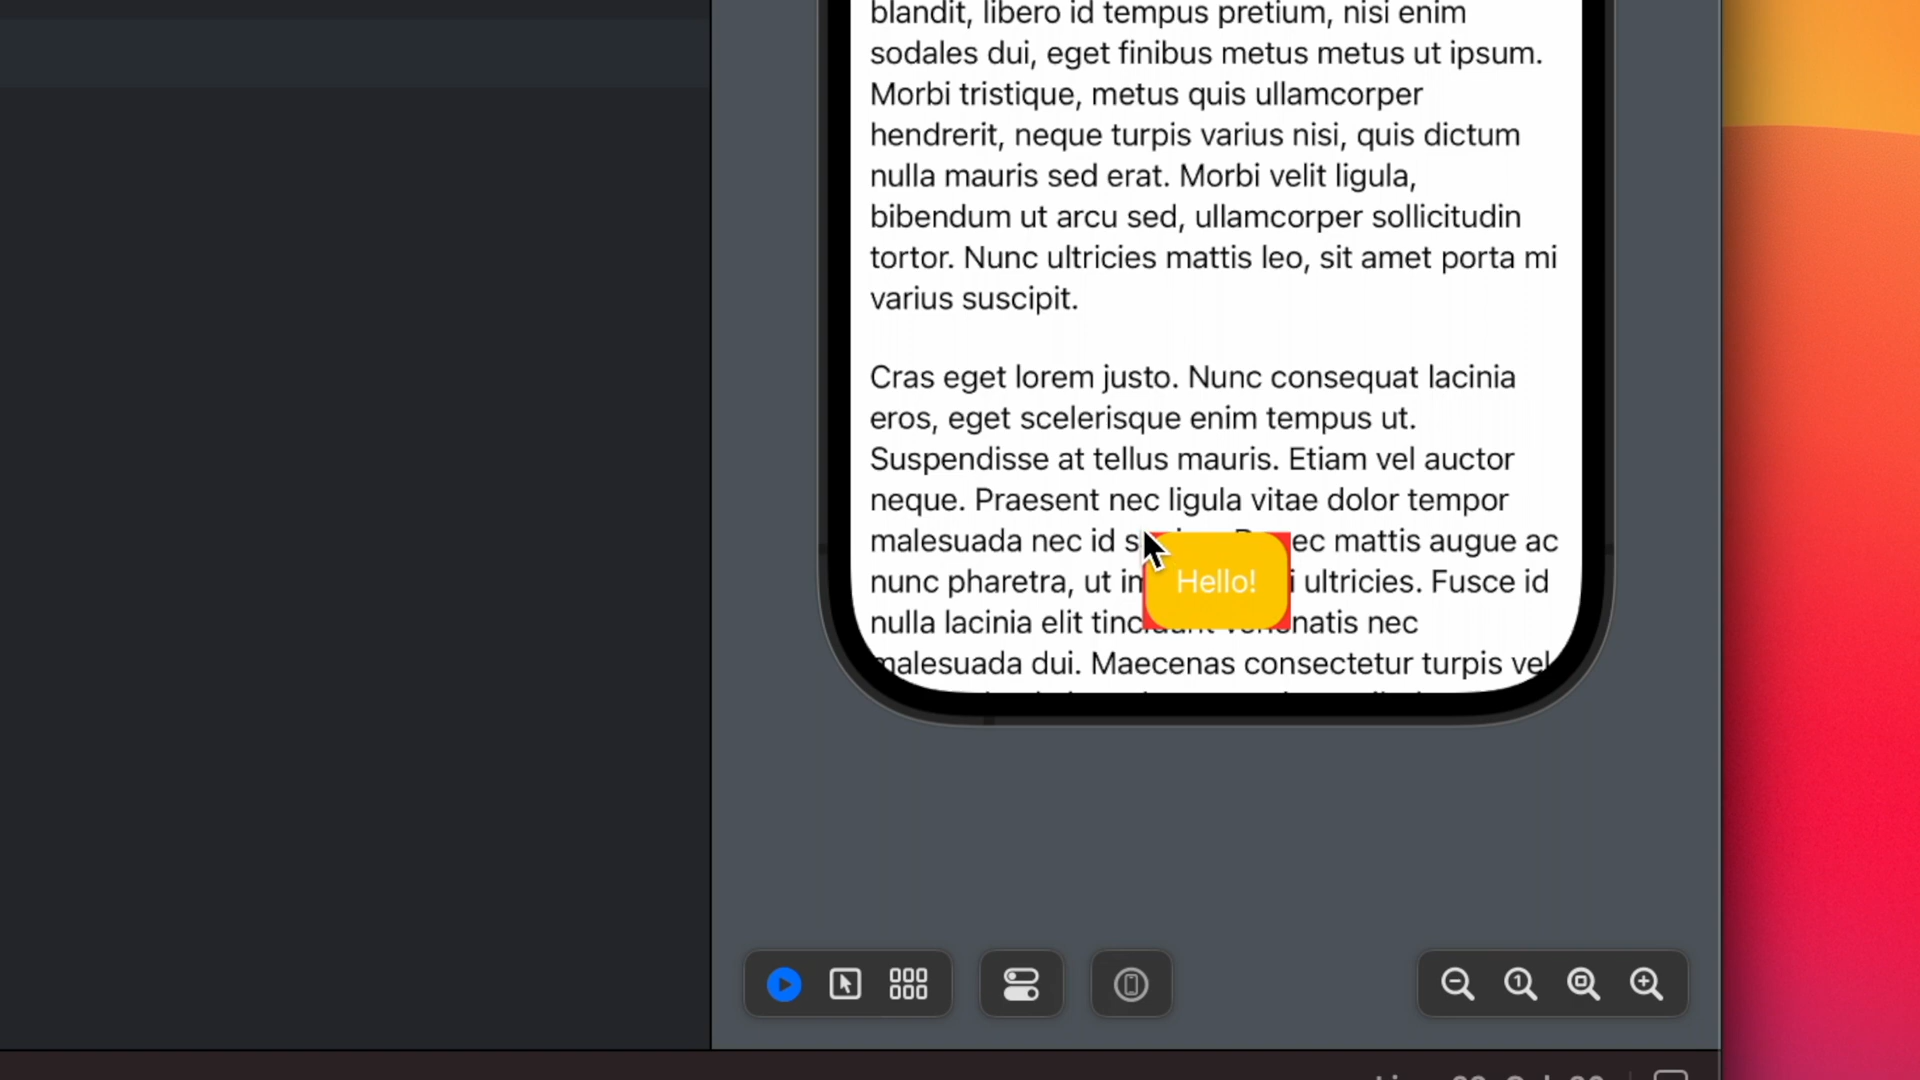 blandit, libero id tempus pretium, nisi enim
sodales dui, eget finibus metus metus ut ipsum.
Morbi tristique, metus quis ullamcorper
hendrerit, neque turpis varius nisi, quis dictum
nulla mauris sed erat. Morbi velit ligula,
bibendum ut arcu sed, ullamcorper sollicitudin
tortor. Nunc ultricies mattis leo, sit amet porta mi
varius suscipit.
Cras eget lorem justo. Nunc consequat lacinia
eros, eget scelerisque enim tempus ut.
Suspendisse at tellus mauris. Etiam vel auctor
neque. Praesent nec ligula vitae dolor tempor
malesuada nec id mattis augue ac
nunc pharetra, ut ultricies. Fusce id
Hello!
nulla lacinia elit nec
malesuada dui. Maecenas consectetur turpis vel